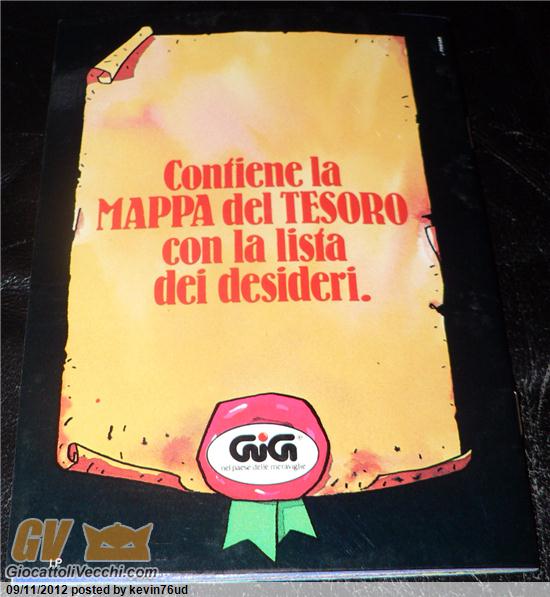 Contiene la
MAPPA del TESORO
con la lista
dei desideri.
GiG®
nel paese delle meraviglie
GV
LP
GiocattoliVecchi.com
09/11/2012 posted by kevin76ud